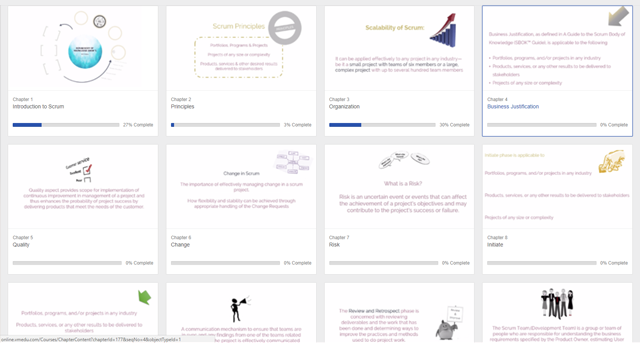 Scrum Principles
Portfolios, Programs & Projects
Projects of any size or complexity
Products, services & other desired results
delivered to stakeholders
Scalability of Scrum:
It can be applied effectively to any project in any industry—
be it a small project with teams of six members or a large,
complex project with up to several hundred team members.
Business Justification, as defined in A Guide to the Scrum Body of
Knowledge (SBOK™ Guide), is applicable to the following:
• Portfolios, programs, and/or projects in any industry
• Products, services, or any other results to be delivered to
stakeholders
• Projects of any size or complexity
Chapter 1
Introduction to Scrum
27% Complete
Chapter 2
Principles
3% Complete
Chapter 3
Organization
30% Complete
Chapter 4
Business Justification
0% Complete
Quality aspect provides scope for implementation of
continuous improvement in management of a project and
thus enhances the probability of project success by
delivering products that meet the needs of the customer.
Change in Scrum
The importance of effectively managing change in a scrum
project.
How flexibility and stability can be achieved through
appropriate handling of the Change Requests.
What is a Risk?
Risk is an uncertain event or events that can affect
the achievement of a project's objectives and may
contribute to the project's success or failure.
Initiate phase is applicable to:
Portfolios, programs, and/or projects in any industry
Products, services, or any other results to be delivered to stakeholders
Projects of any size or complexity
Chapter 5
Quality
0% Complete
Chapter 6
Change
0% Complete
Chapter 7
Risk
0% Complete
Chapter 8
Initiate
0% Complete
Portfolios, programs, and/or projects in any industry
Products, services, or any other results to be delivered to
stakeholders
A communication mechanism to ensure that teams are
findings from one of the teams related
project is effectively communicated
The Review and Retrospect phase is
concerned with reviewing
deliverables and the work that has
been done and determining ways to
improve the practices and methods
used to implement the project
The Scrum Team (Development Team) is a group or
team of people who are responsible for
understanding the business
requirements specified by
the Product Owner, estimating User